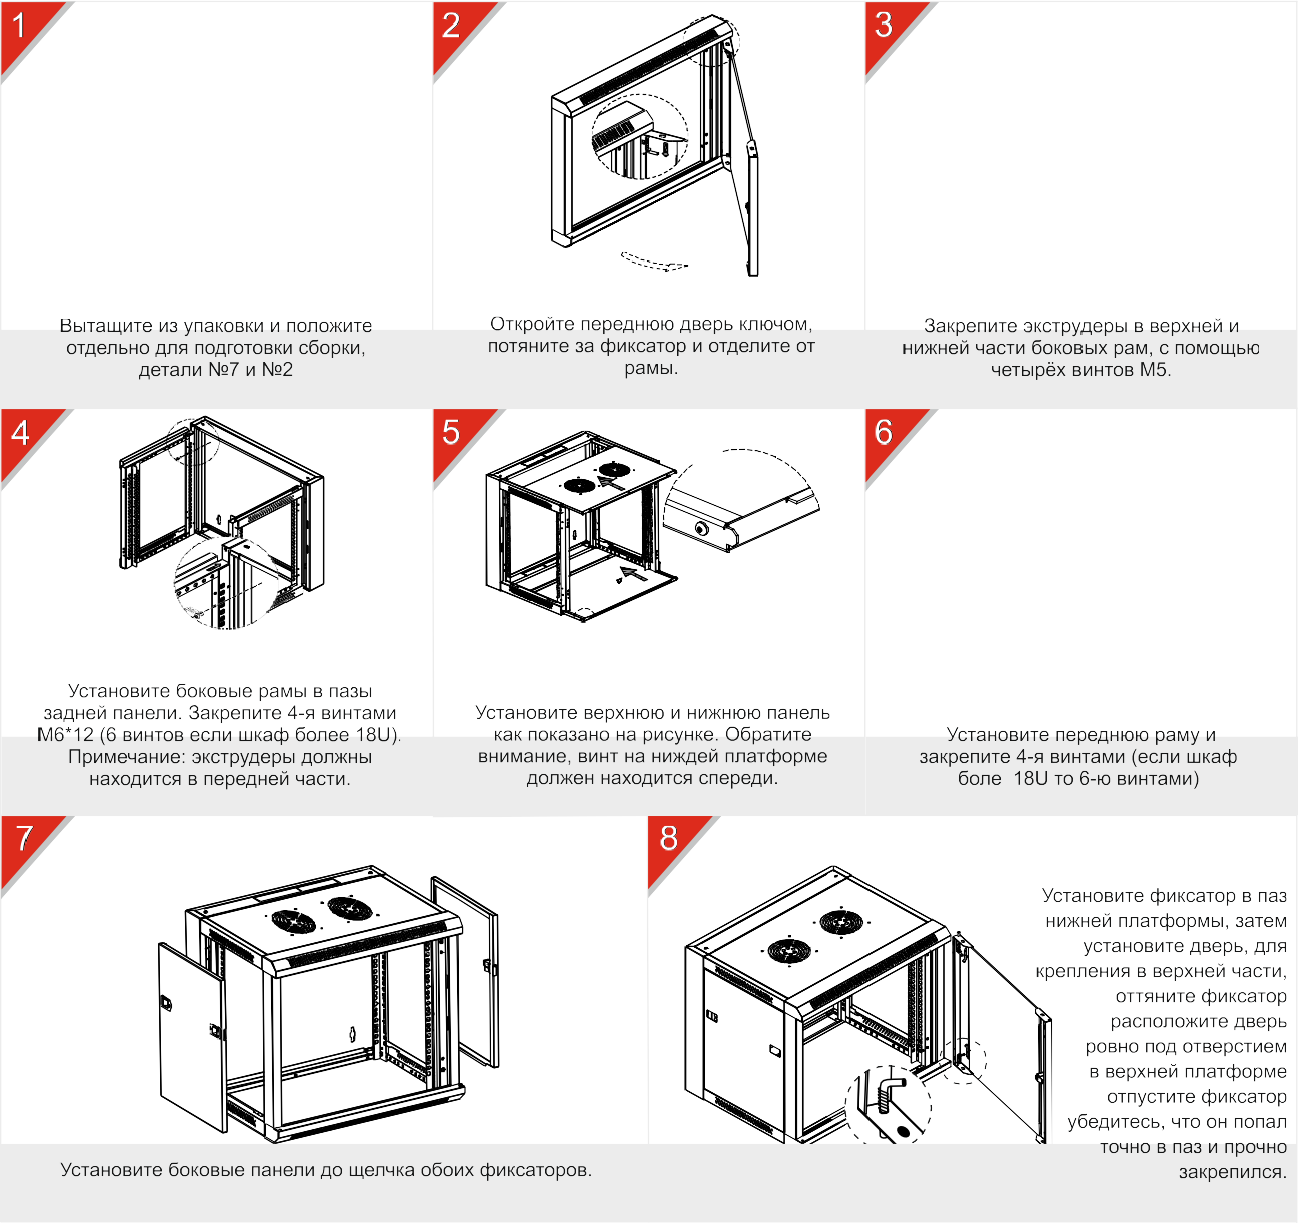 1
Вытащите из упаковки и положите
отдельно для подготовки сборки,
детали №7 и №2
2
Откройте переднюю дверь ключом,
потяните за фиксатор и отделите от
рамы.
3
Закрепите экструдеры в верхней и
нижней части боковых рам, с помощью
четырёх винтов М5.
4
Установите боковые рамы в пазы
задней панели. Закрепите 4-я винтами
М6*12 (6 винтов если шкаф более 18U).
Примечание: экструдеры должны
находится в передней части.
5
Установите верхнюю и нижнюю панель
как показано на рисунке. Обратите
внимание, винт на ниждей платформе
должен находится спереди.
6
Установите переднюю раму и
закрепите 4-я винтами (если шкаф
боле 18U то 6-ю винтами)
7
Установите боковые панели до щелчка обоих фиксаторов.
8
Установите фиксатор в паз
нижней платформы, затем
установите дверь, для
крепления в верхней части,
оттяните фиксатор
расположите дверь
ровно под отверстием
в верхней платформе
отпустите фиксатор
убедитесь, что он попал
точно в паз и прочно
закрепился.